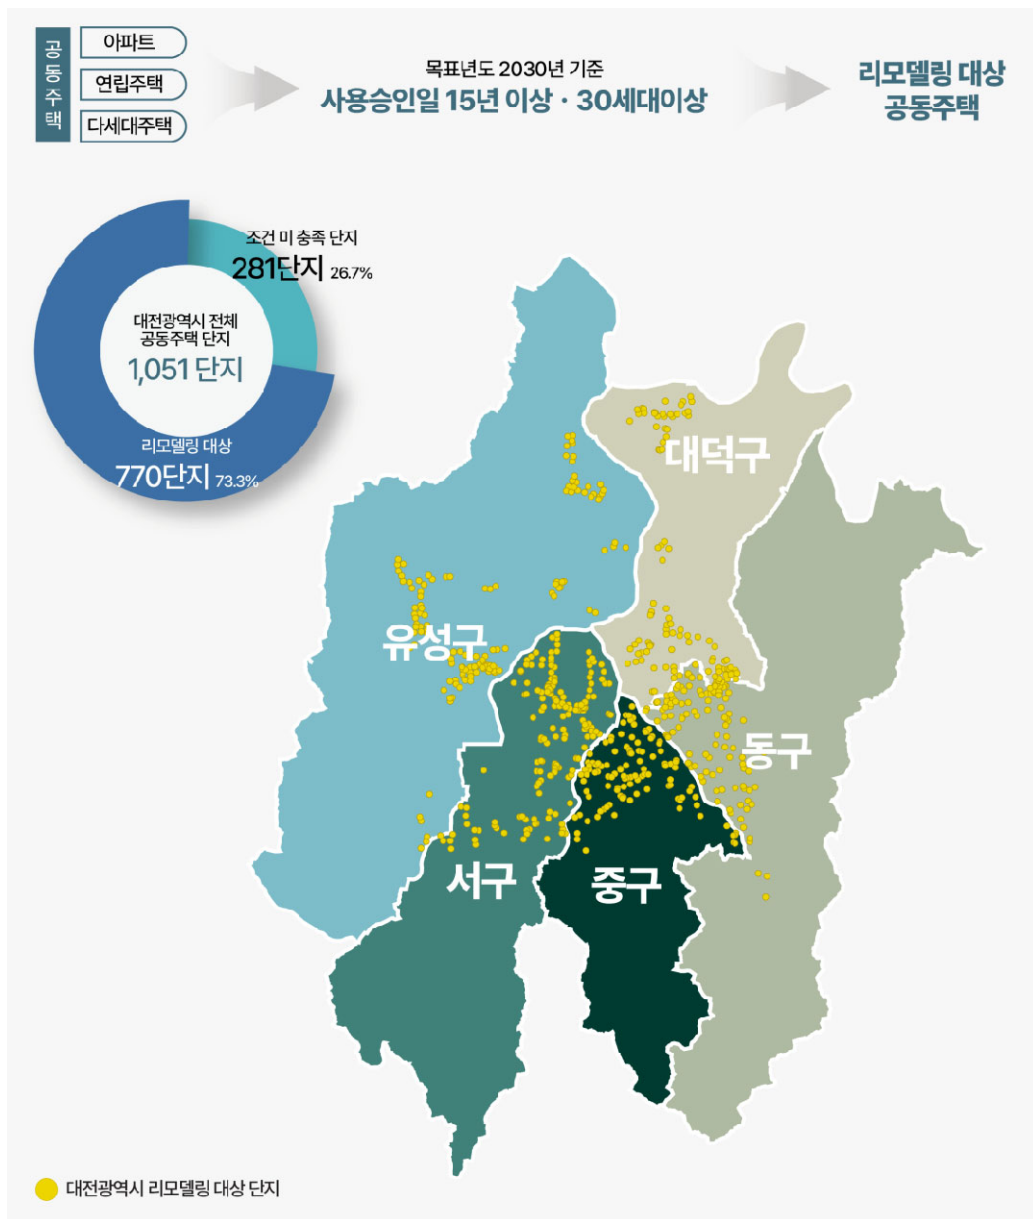 공동주택
아파트
연립주택
다세대주택
목표년도 2030년 기준
사용승인일 15년 이상 · 30세대이상
리모델링 대상
공동주택
조건 미 충족 단지
281단지 26.7%
대전광역시 전체
공동주택 단지
1,051 단지
리모델링 대상
770단지 73.3%
대덕구
유성구
동구
서구
중구
대전광역시 리모델링 대상 단지